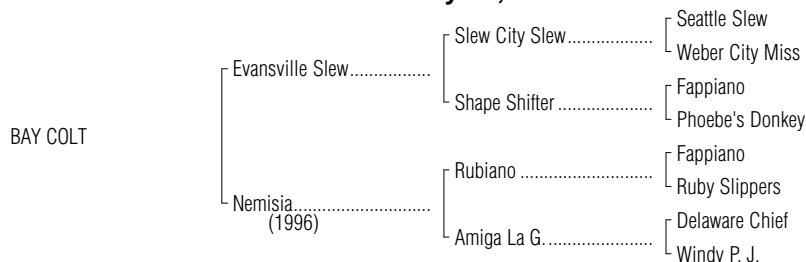 Seattle Slew
Slew City Slew..................
Weber City Miss
Evansville Slew.................
Fappiano
Shape Shifter ...................
Phoebe's Donkey
BAY COLT
Fappiano
Rubiano ..........................
Ruby Slippers
Nemisia............................
(1996)
Delaware Chief
Amiga La G. .....................
Windy P. J.